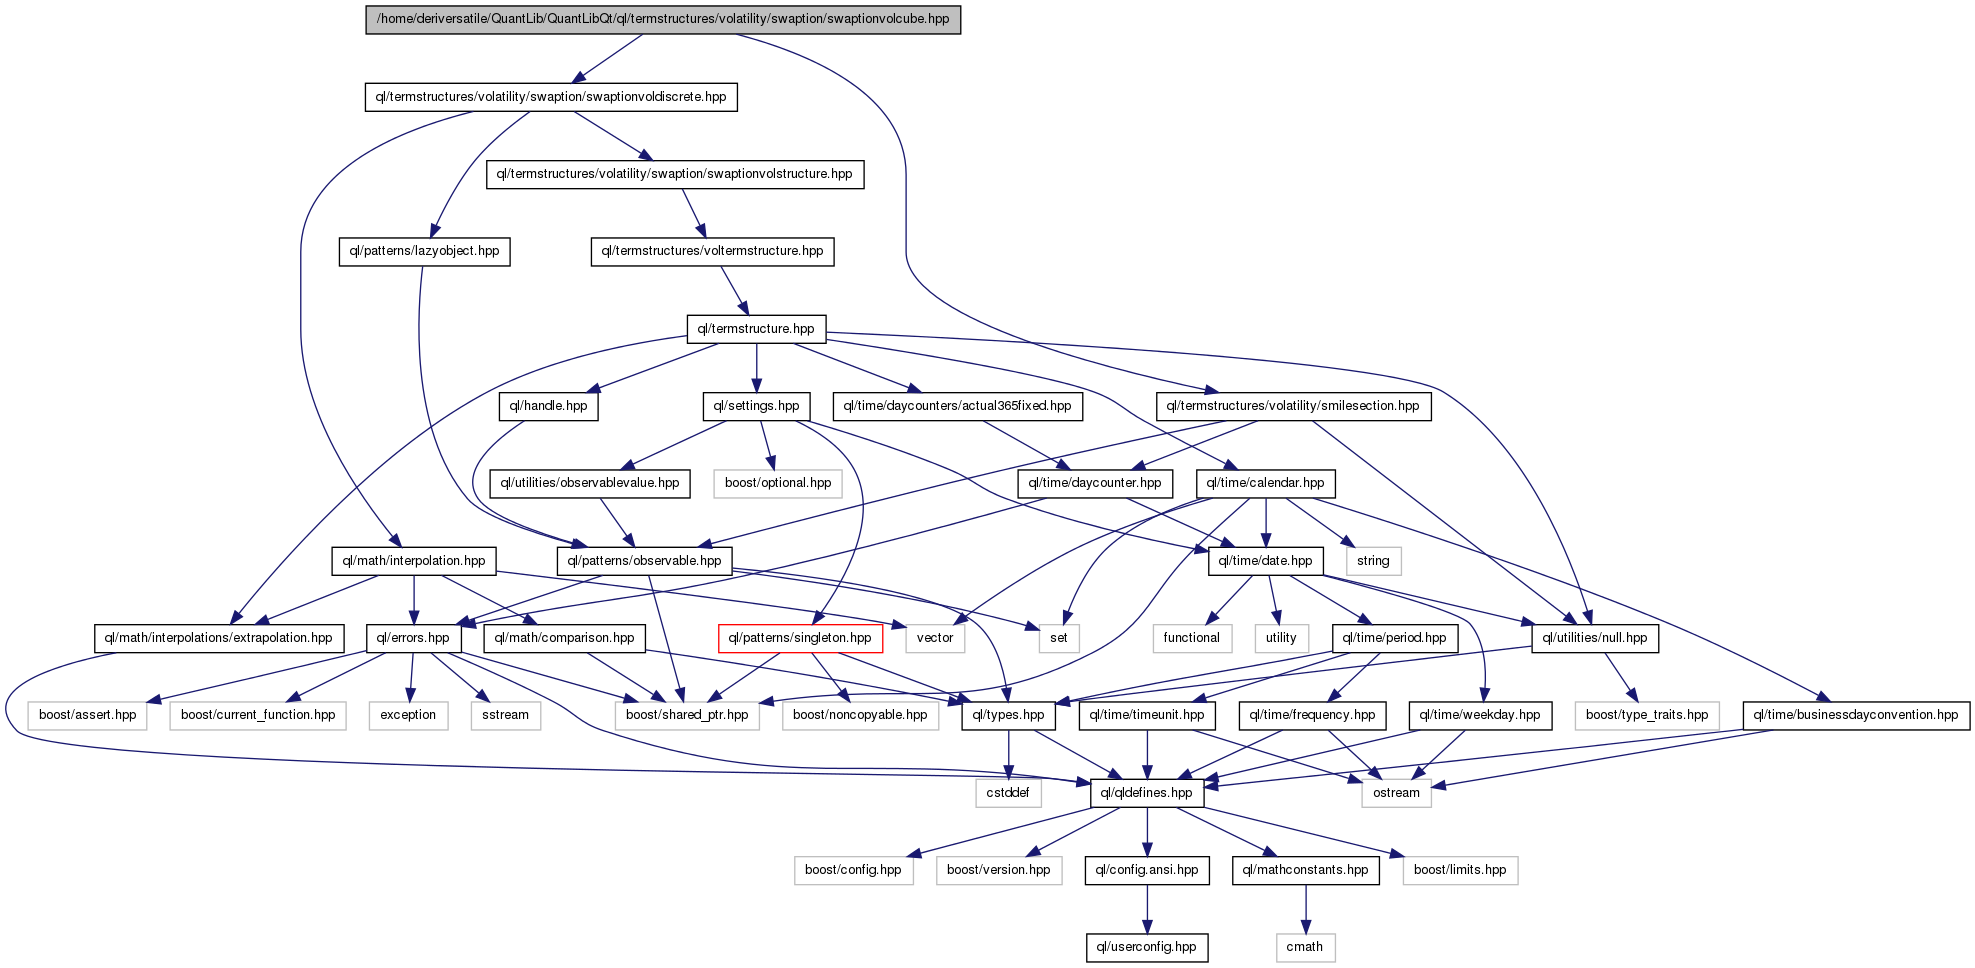 /home/deriversatile/QuantLib/QuantLibQt/ql/termstructures/volatility/swaption/swaptionvolcube.hpp
ql/termstructures/volatility/swaption/swaptionvoldiscrete.hpp
ql/termstructures/volatility/swaption/swaptionvolstructure.hpp
ql/patterns/lazyobject.hpp
ql/termstructures/voltermstructure.hpp
ql/termstructure.hpp
ql/handle.hpp
ql/settings.hpp
ql/time/daycounters/actual365fixed.hpp
ql/termstructures/volatility/smilesection.hpp
ql/utilities/observablevalue.hpp
boost/optional.hpp
ql/time/daycounter.hpp
ql/time/calendar.hpp
ql/math/interpolation.hpp
ql/patterns/observable.hpp
ql/time/date.hpp
string
ql/math/interpolations/extrapolation.hpp
ql/errors.hpp
ql/math/comparison.hpp
ql/patterns/singleton.hpp
vector
set
functional
utility
ql/time/period.hpp
ql/utilities/null.hpp
boost/assert.hpp
boost/current_function.hpp
exception
sstream
boost/shared_ptr.hpp
boost/noncopyable.hpp
ql/types.hpp
ql/time/timeunit.hpp
ql/time/frequency.hpp
ql/time/weekday.hpp
boost/type_traits.hpp
ql/time/businessdayconvention.hpp
cstddef
ql/qldefines.hpp
ostream
boost/config.hpp
boost/version.hpp
ql/config.ansi.hpp
ql/mathconstants.hpp
boost/limits.hpp
ql/userconfig.hpp
cmath